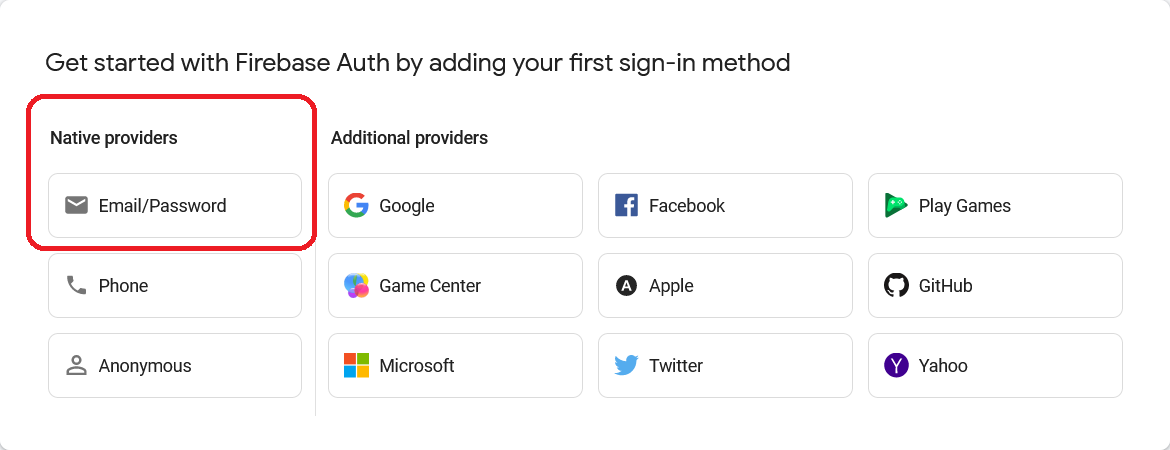 Get started with Firebase Auth by adding your first sign-in method
Native providers
Email/Password
Phone
Anonymous
Additional providers
Google
Facebook
Play Games
Game Center
Apple
GitHub
Microsoft
Twitter
Yahoo